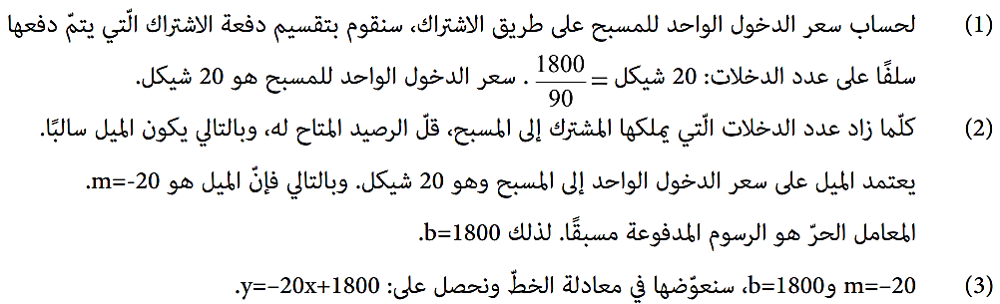 (1) لحساب سعر الدخول الواحد للمسبح على طريق الاشتراك، سنقوم بتقسيم دفعة الاشتراك الّتي يتمّ دفعها
سلفًا على عدد الدخلات: 20 شيكل = 1800/90 . سعر الدخول الواحد للمسبح هو 20 شيكل.
(2) كلّما زاد عدد الدخلات الّتي يملكها المشترك إلى المسبح، قلّ الرصيد المتاح له، وبالتالي يكون الميل سالبًا.
يعتمد الميل على سعر الدخول الواحد إلى المسبح وهو 20 شيكل. وبالتالي فإنّ الميل هو m=-20.
المعامل الحرّ هو الرسوم المدفوعة مسبقًا. لذلك b=1800.
(3) m=–20 وb=1800، سنعوّضها في معادلة الخطّ ونحصل على: y=–20x+1800.